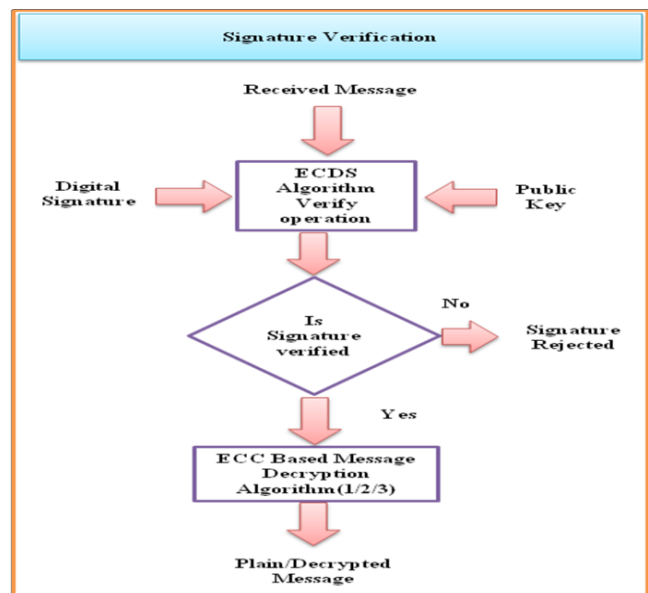 Signature Verification
Received Message
ECDS
Algorithm
Verify
operation
Digital
Signature
Public
Key
Is
Signature
verified
No
Signature
Rejected
Yes
ECC Based Message
Decryption
Algorithm(1/2/3)
Plain/Decrypted
Message